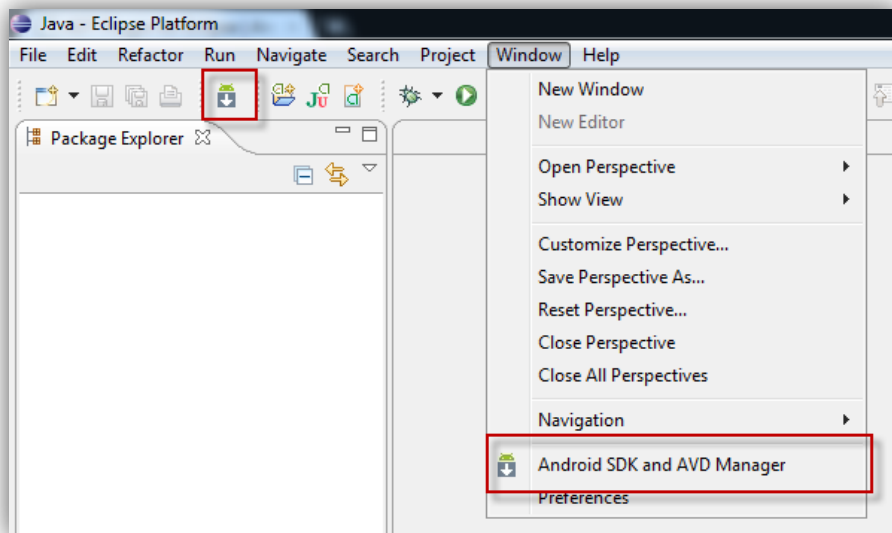 Java - Eclipse Platform
File Edit Refactor Run Navigate Search Project Window Help
Package Explorer
New Window
New Editor
Open Perspective
Show View
Customize Perspective...
Save Perspective As...
Reset Perspective...
Close Perspective
Close All Perspectives
Navigation
Android SDK and AVD Manager
Preferences